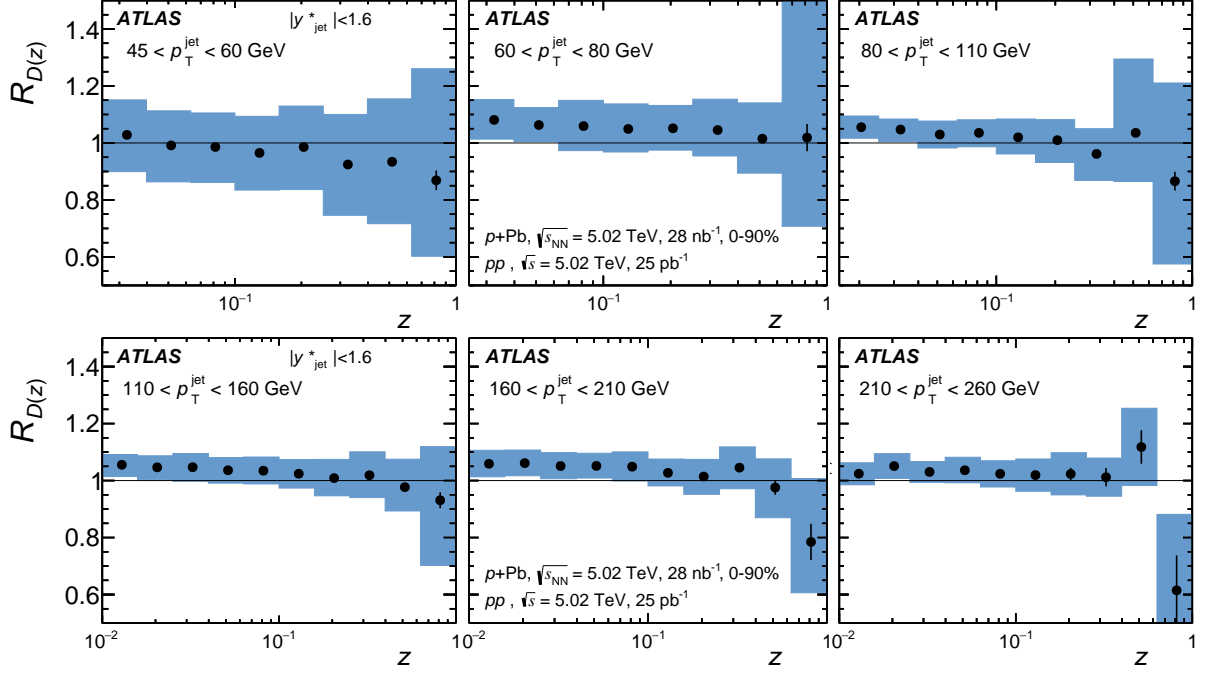 ATLAS |y*jet|<1.6
45 < pTjet < 60 GeV
ATLAS
60 < pTjet < 80 GeV
ATLAS
80 < pTjet < 110 GeV
RD(z)
1.4
1.2
1
0.8
0.6
p+Pb, √sNN = 5.02 TeV, 28 nb⁻¹, 0-90%
pp , √s = 5.02 TeV, 25 pb⁻¹
10⁻¹ 1
z
10⁻¹ 1
z
10⁻¹ 1
z
ATLAS |y*jet|<1.6
110 < pTjet < 160 GeV
ATLAS
160 < pTjet < 210 GeV
ATLAS
210 < pTjet < 260 GeV
RD(z)
1.4
1.2
1
0.8
0.6
p+Pb, √sNN = 5.02 TeV, 28 nb⁻¹, 0-90%
pp , √s = 5.02 TeV, 25 pb⁻¹
10⁻² 10⁻¹ 1
z
10⁻² 10⁻¹ 1
z
10⁻² 10⁻¹ 1
z